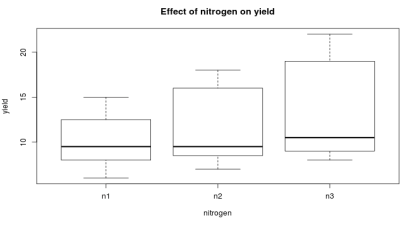 Effect of nitrogen on yield
yield
20
15
10
n1 n2 n3
nitrogen